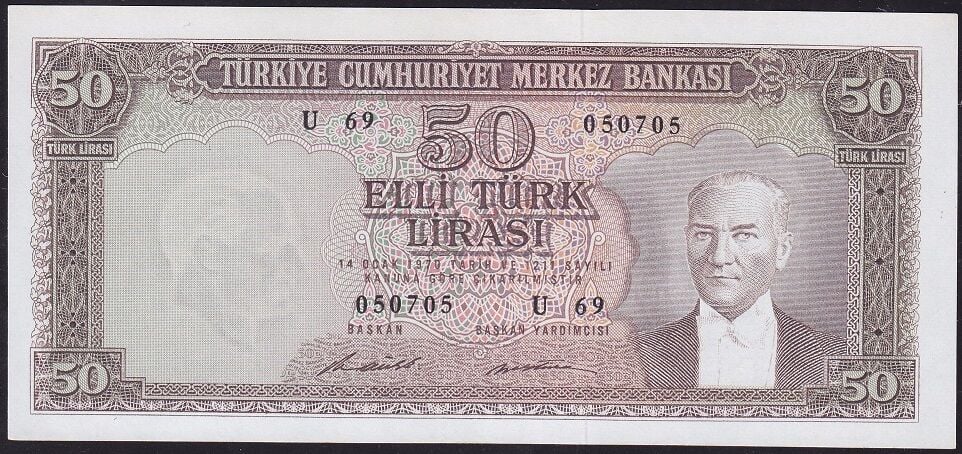 TÜRKİYE CUMHURİYET MERKEZ BANKASI
50 50
U 69 050705
50
TÜRK LİRASI TÜRK LİRASI
ELLİ TÜRK
LİRASI
14 OCAK 1970 TARİH VE 1211 SAYILI
KANUNA GÖRE ÇIKARILMIŞTIR
050705 U 69
BAŞKAN BAŞKAN YARDIMCISI
50 50